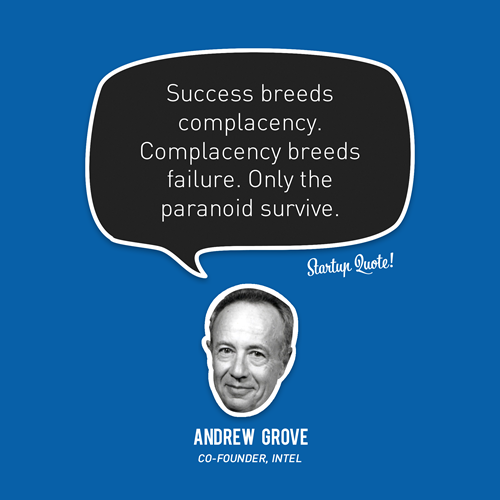 Success breeds
complacency.
Complacency breeds
failure. Only the
paranoid survive.
Startup Quote!
ANDREW GROVE
CO-FOUNDER, INTEL